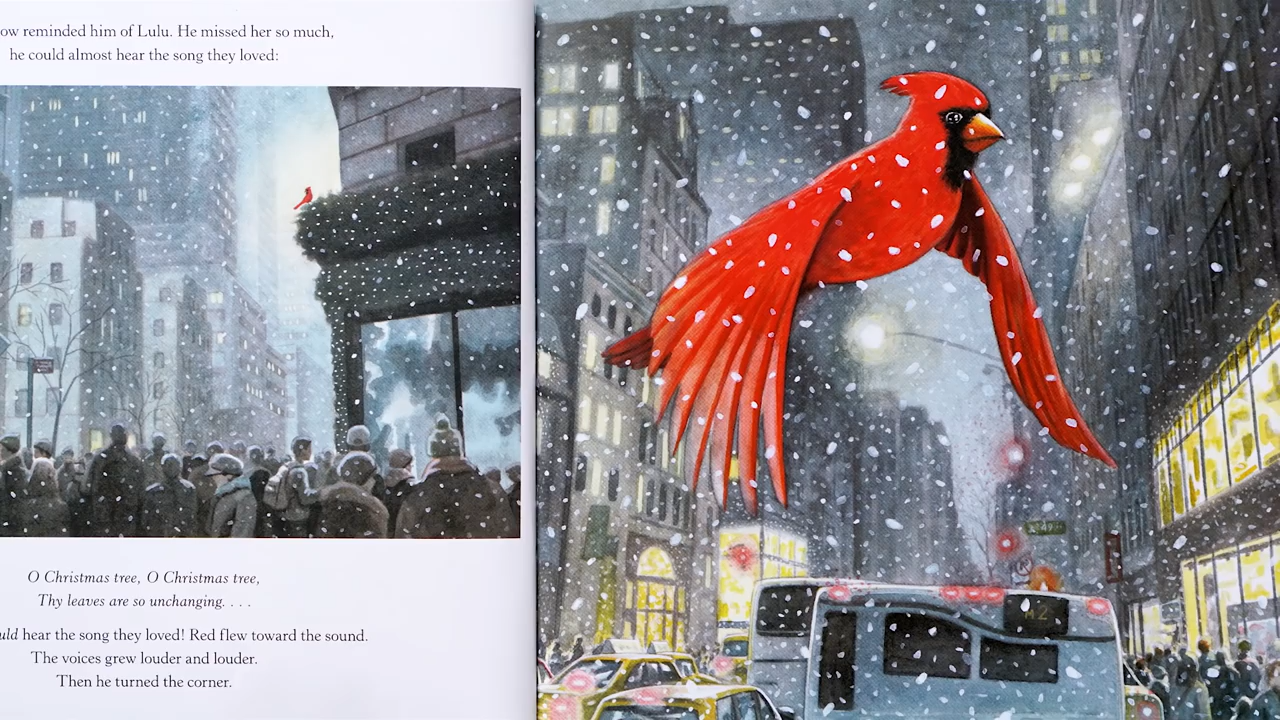 ow reminded him of Lulu. He missed her so much,
he could almost hear the song they loved:
O Christmas tree, O Christmas tree,
Thy leaves are so unchanging. . . .
uld hear the song they loved! Red flew toward the sound.
The voices grew louder and louder.
Then he turned the corner.